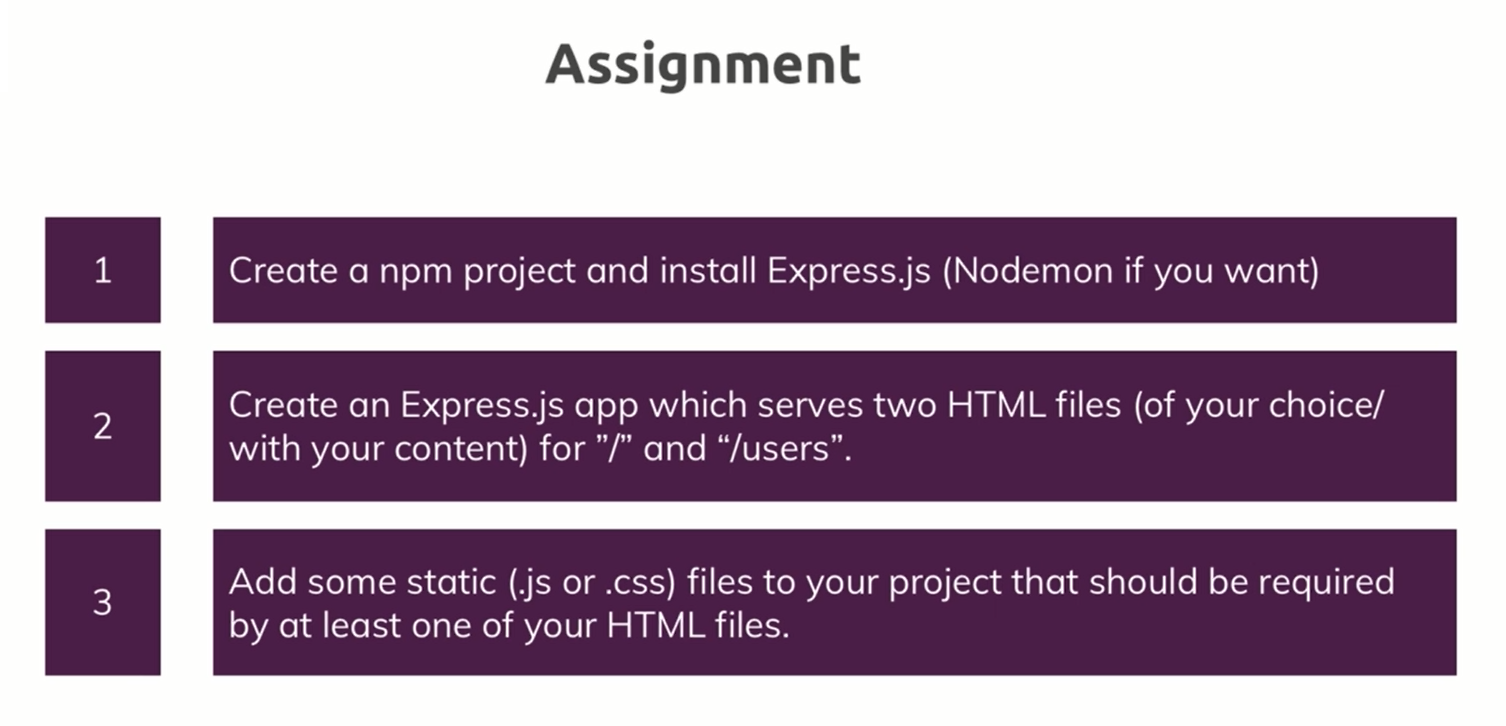 Assignment
1
Create a npm project and install Express.js (Nodemon if you want)
2
Create an Express.js app which serves two HTML files (of your choice/
with your content) for ”/” and “/users”.
3
Add some static (.js or .css) files to your project that should be required
by at least one of your HTML files.